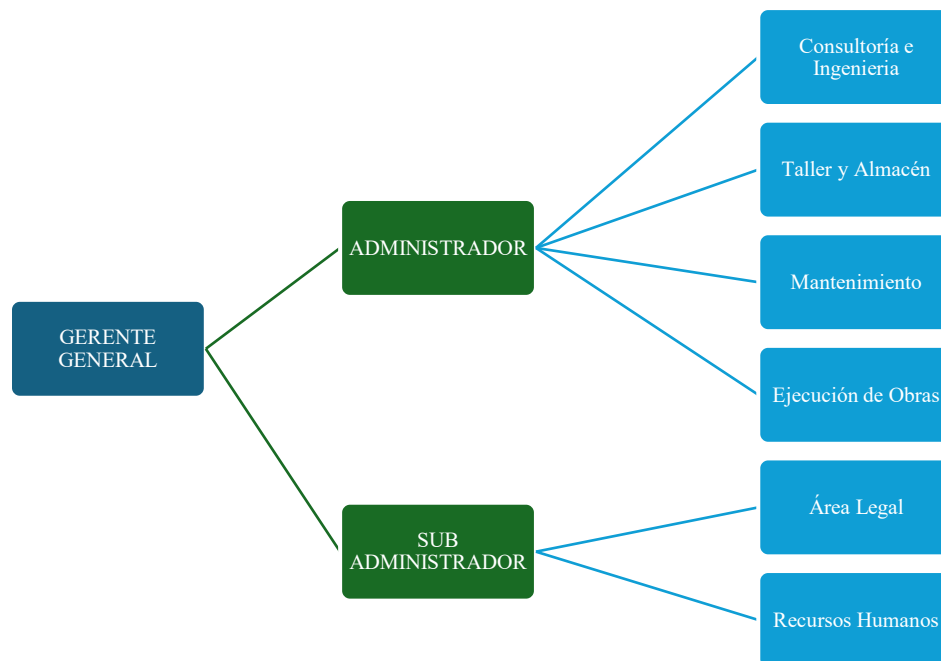 Consultoría e
Ingenieria
Taller y Almacén
ADMINISTRADOR
Mantenimiento
GERENTE
GENERAL
Ejecución de Obras
Área Legal
SUB
ADMINISTRADOR
Recursos Humanos